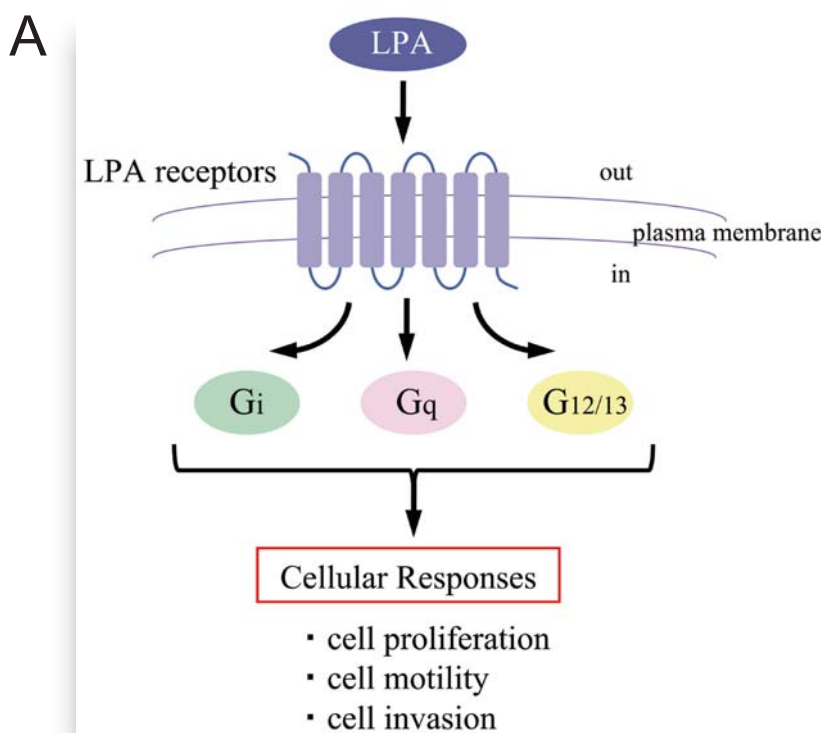 A
LPA
LPA receptors
out
plasma membrane
in
Gi
Gq
G12/13
Cellular Responses
・cell proliferation
・cell motility
・cell invasion